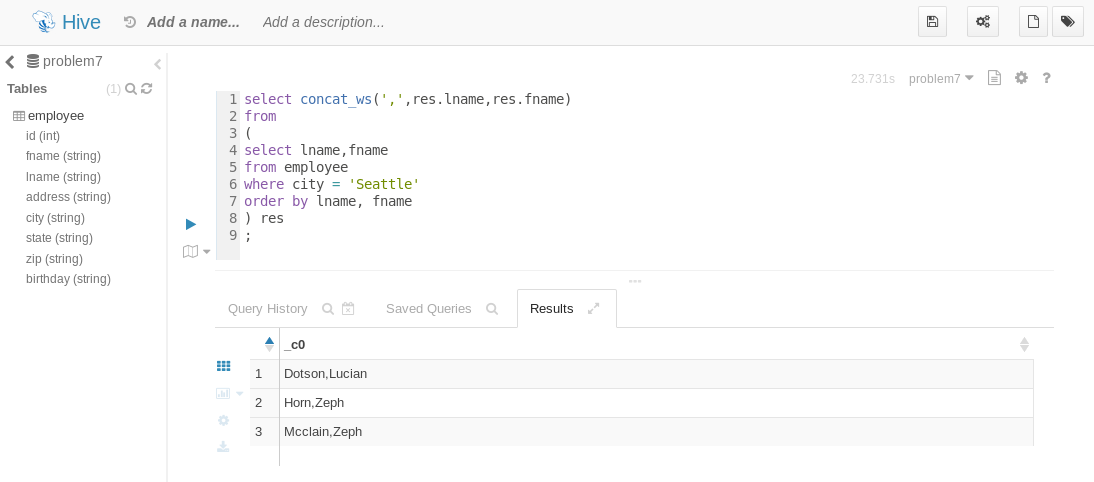 Hive Add a name... Add a description...
problem7
Tables (1)
employee
id (int)
fname (string)
lname (string)
address (string)
city (string)
state (string)
zip (string)
birthday (string)
23.731s problem7 ?
1 select concat_ws(',',res.lname,res.fname)
2 from
3 (
4 select lname,fname
5 from employee
6 where city = 'Seattle'
7 order by lname, fname
8 ) res
9 ;
Query History Saved Queries Results
_c0
1 Dotson,Lucian
2 Horn,Zeph
3 Mcclain,Zeph